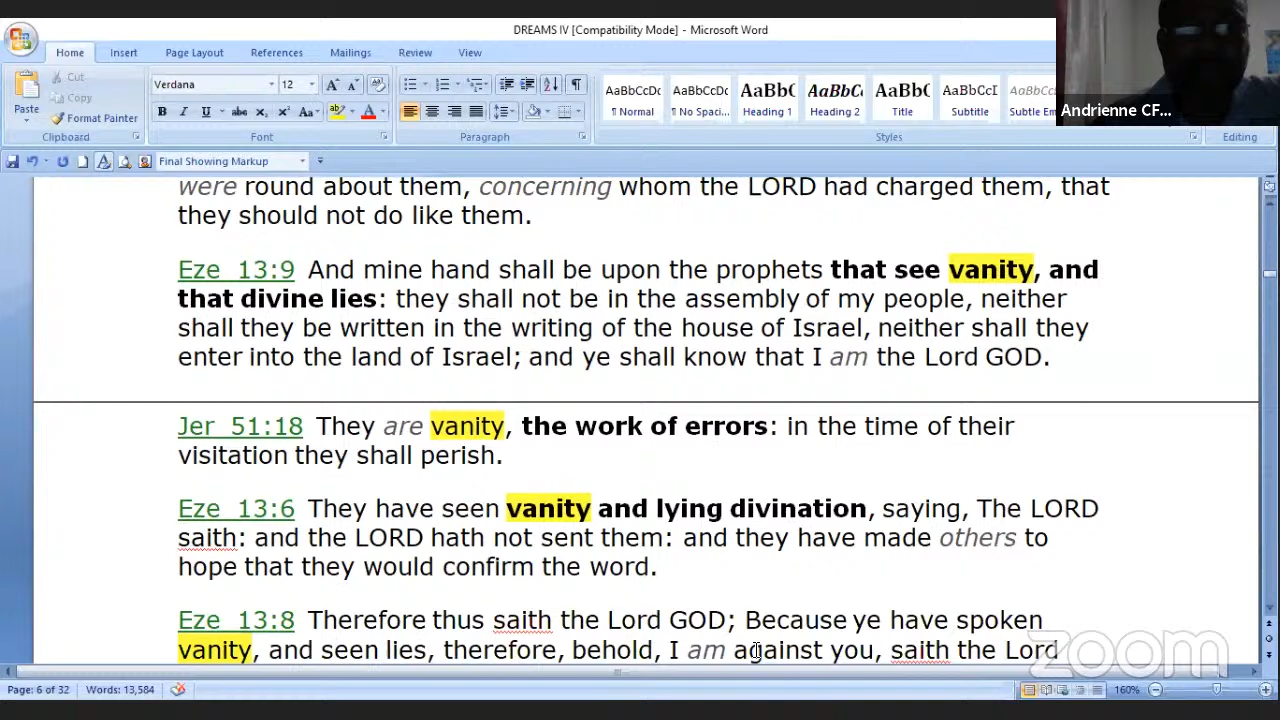 DREAMS IV [Compatibility Mode] - Microsoft Word
Home Insert Page Layout References Mailings Review View
Andrienne CF...
Paste Cut Copy Format Painter
Verdana 12
B I U abc x₂ x² Aa
AaBbCcDc AaBbCcDc AaBbC AaBbCc AaBbC AaBbCcI AaBbCcDc
¶ Normal ¶ No Spaci... Heading 1 Heading 2 Title Subtitle Subtle Em
Clipboard Font Paragraph Styles Editing
Final Showing Markup
were round about them, concerning whom the LORD had charged them, that
they should not do like them.
Eze 13:9 And mine hand shall be upon the prophets that see vanity, and
that divine lies: they shall not be in the assembly of my people, neither
shall they be written in the writing of the house of Israel, neither shall they
enter into the land of Israel; and ye shall know that I am the Lord GOD.
Jer 51:18 They are vanity, the work of errors: in the time of their
visitation they shall perish.
Eze 13:6 They have seen vanity and lying divination, saying, The LORD
saith: and the LORD hath not sent them: and they have made others to
hope that they would confirm the word.
Eze 13:8 Therefore thus saith the Lord GOD; Because ye have spoken
vanity, and seen lies, therefore, behold, I am against you, saith the Lord
zoom
Page: 6 of 32 Words: 13,584 160%